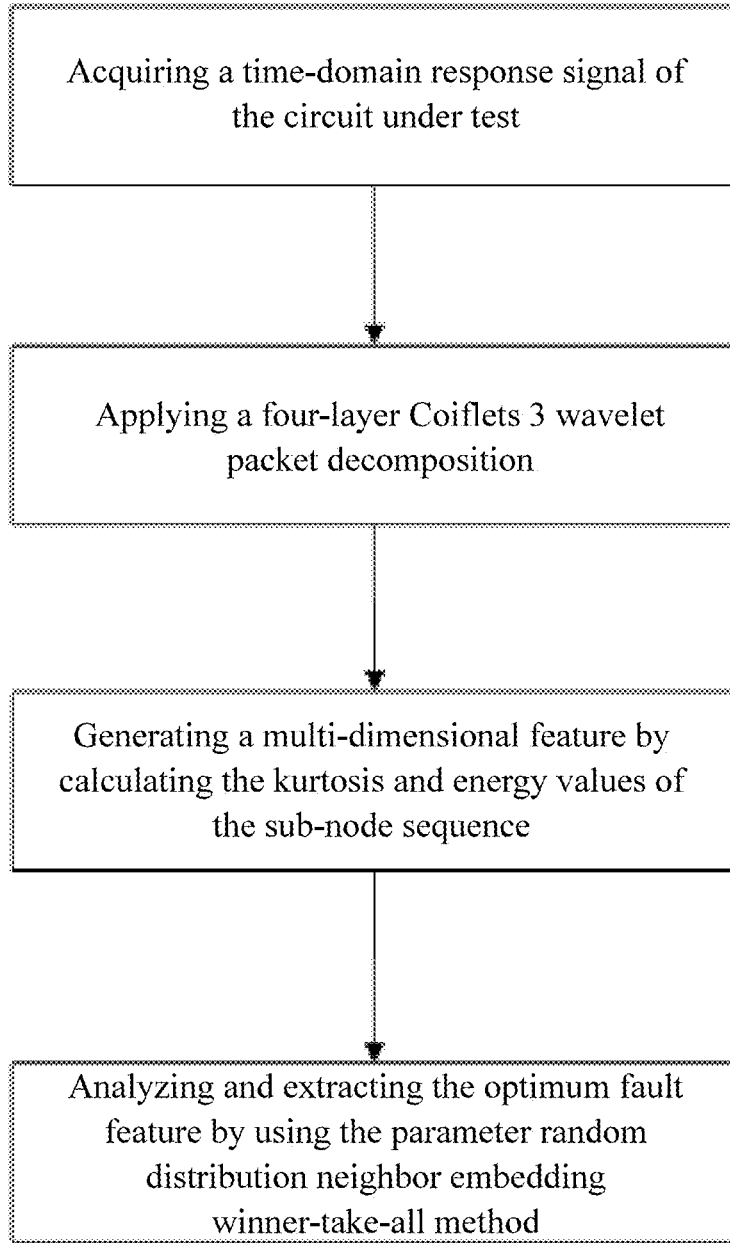 Acquiring a time-domain response signal of
the circuit under test
Applying a four-layer Coiflets 3 wavelet
packet decomposition
Generating a multi-dimensional feature by
calculating the kurtosis and energy values of
the sub-node sequence
Analyzing and extracting the optimum fault
feature by using the parameter random
distribution neighbor embedding
winner-take-all method